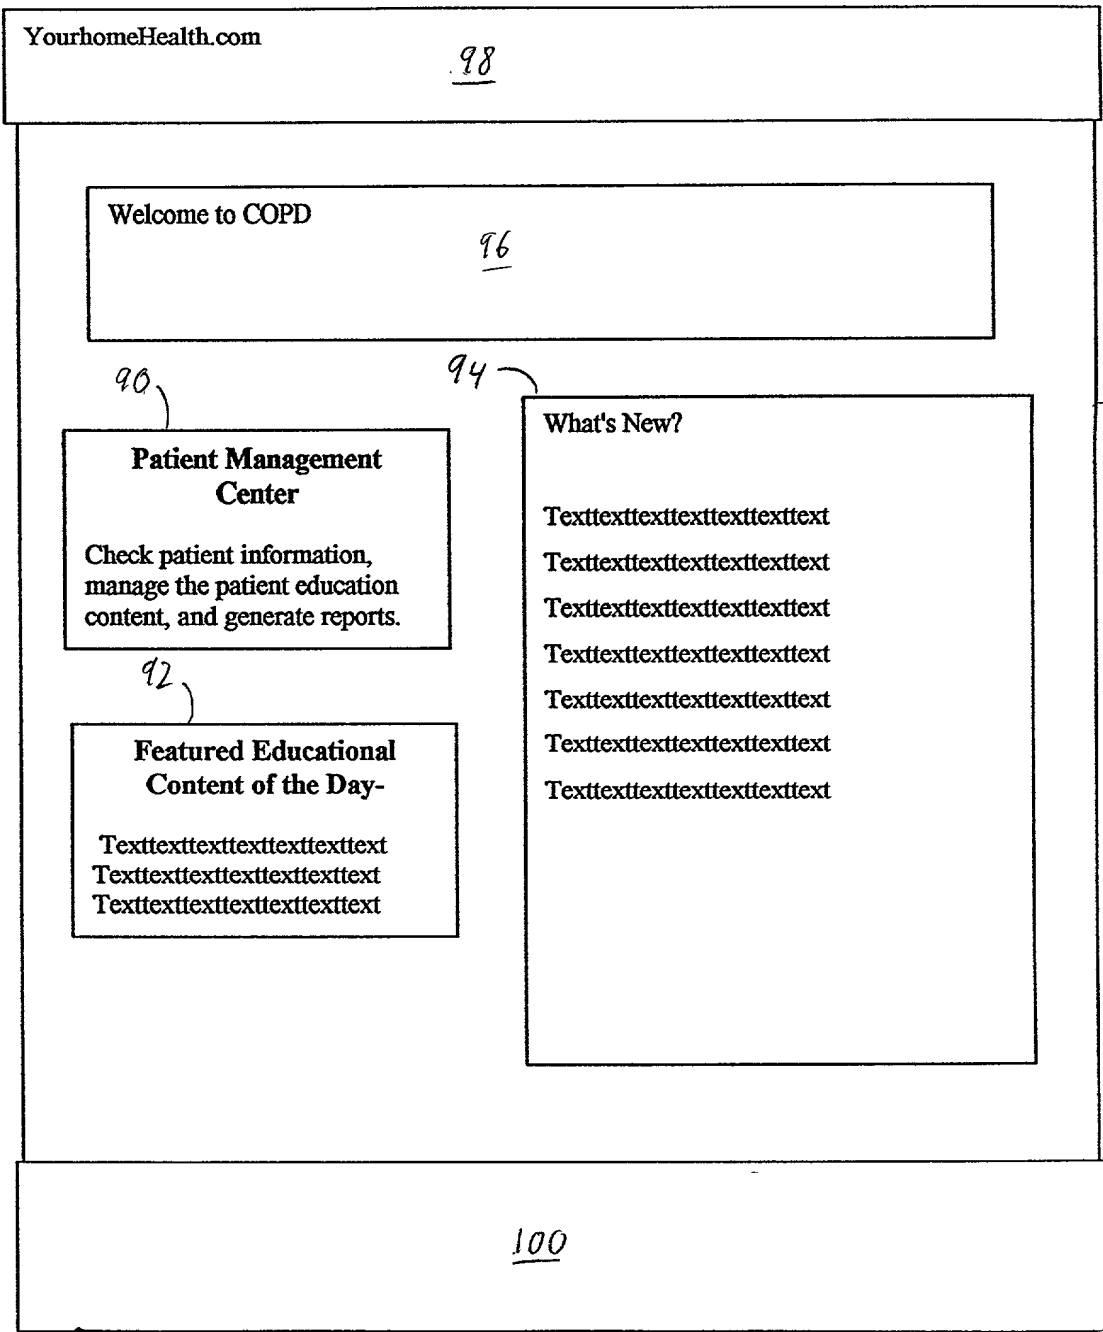 YourhomeHealth.com
98
Welcome to COPD
96
90
94
Patient Management
Center
Check patient information,
manage the patient education
content, and generate reports.
92
Featured Educational
Content of the Day-
Texttexttexttexttexttexttext
Texttexttexttexttexttexttext
Texttexttexttexttexttexttext
What's New?
Texttexttexttexttexttexttext
Texttexttexttexttexttexttext
Texttexttexttexttexttexttext
Texttexttexttexttexttexttext
Texttexttexttexttexttexttext
Texttexttexttexttexttexttext
Texttexttexttexttexttexttext
100